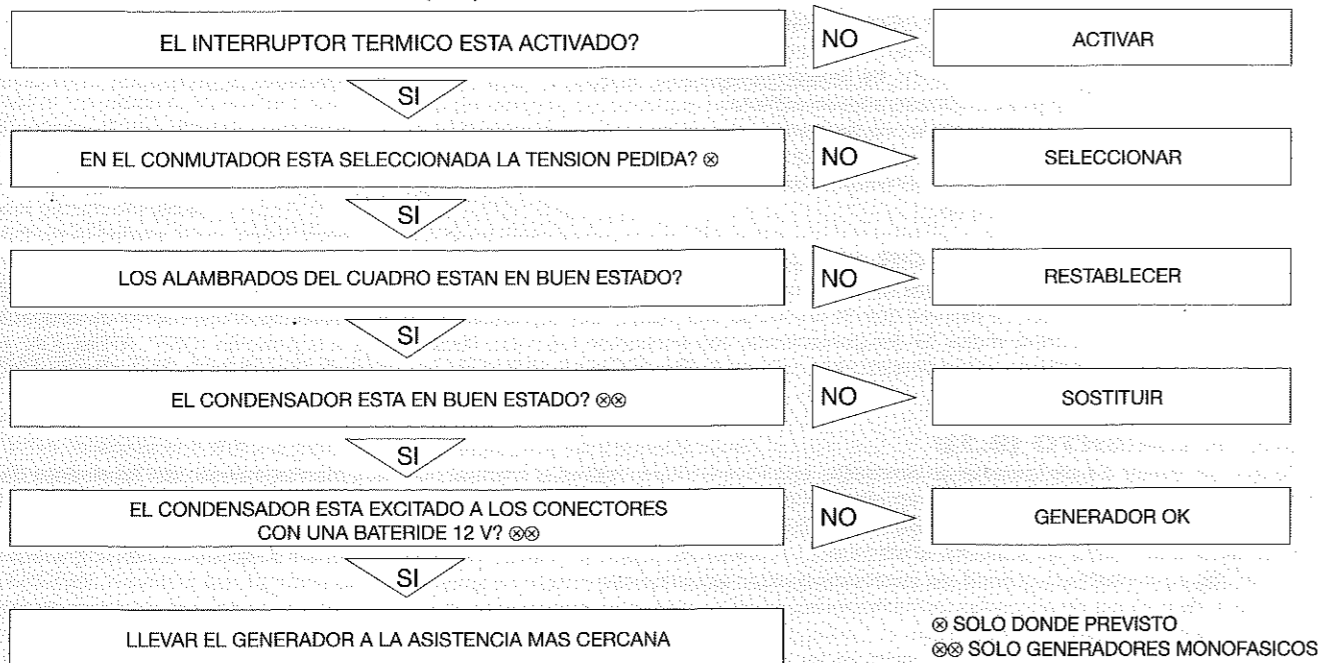 EL INTERRUPTOR TERMICO ESTA ACTIVADO?
NO
ACTIVAR
SI
EN EL CONMUTADOR ESTA SELECCIONADA LA TENSION PEDIDA? ⊗
NO
SELECCIONAR
SI
LOS ALAMBRADOS DEL CUADRO ESTAN EN BUEN ESTADO?
NO
RESTABLECER
SI
EL CONDENSADOR ESTA EN BUEN ESTADO? ⊗⊗
NO
SOSTITUIR
SI
EL CONDENSADOR ESTA EXCITADO A LOS CONECTORES
CON UNA BATERIDE 12 V? ⊗⊗
NO
GENERADOR OK
SI
LLEVAR EL GENERADOR A LA ASISTENCIA MAS CERCANA
⊗ SOLO DONDE PREVISTO
⊗⊗ SOLO GENERADORES MONOFASICOS